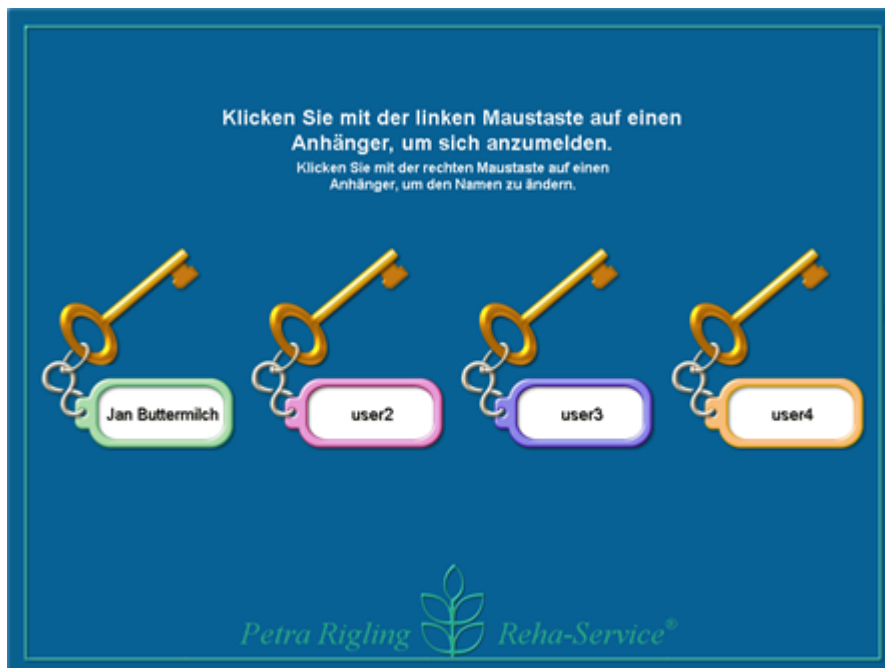 Klicken Sie mit der linken Maustaste auf einen
Anhänger, um sich anzumelden.
Klicken Sie mit der rechten Maustaste auf einen
Anhänger, um den Namen zu ändern.
Jan Buttermilch
user2
user3
user4
Petra Rigling Reha-Service®